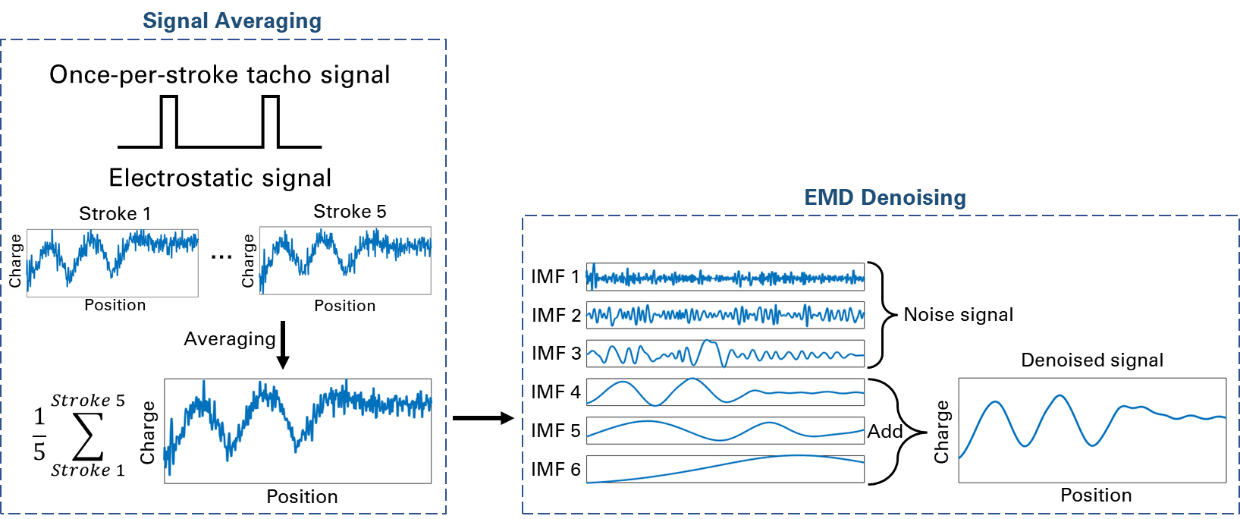 Signal Averaging
Once-per-stroke tacho signal
Electrostatic signal
Stroke 1
Stroke 5
Charge
Position
...
Charge
Position
Averaging
Stroke 5
1
5
∑
Stroke 1
Charge
Position
EMD Denoising
IMF 1
IMF 2
IMF 3
IMF 4
IMF 5
IMF 6
Noise signal
Add
Denoised signal
Charge
Position